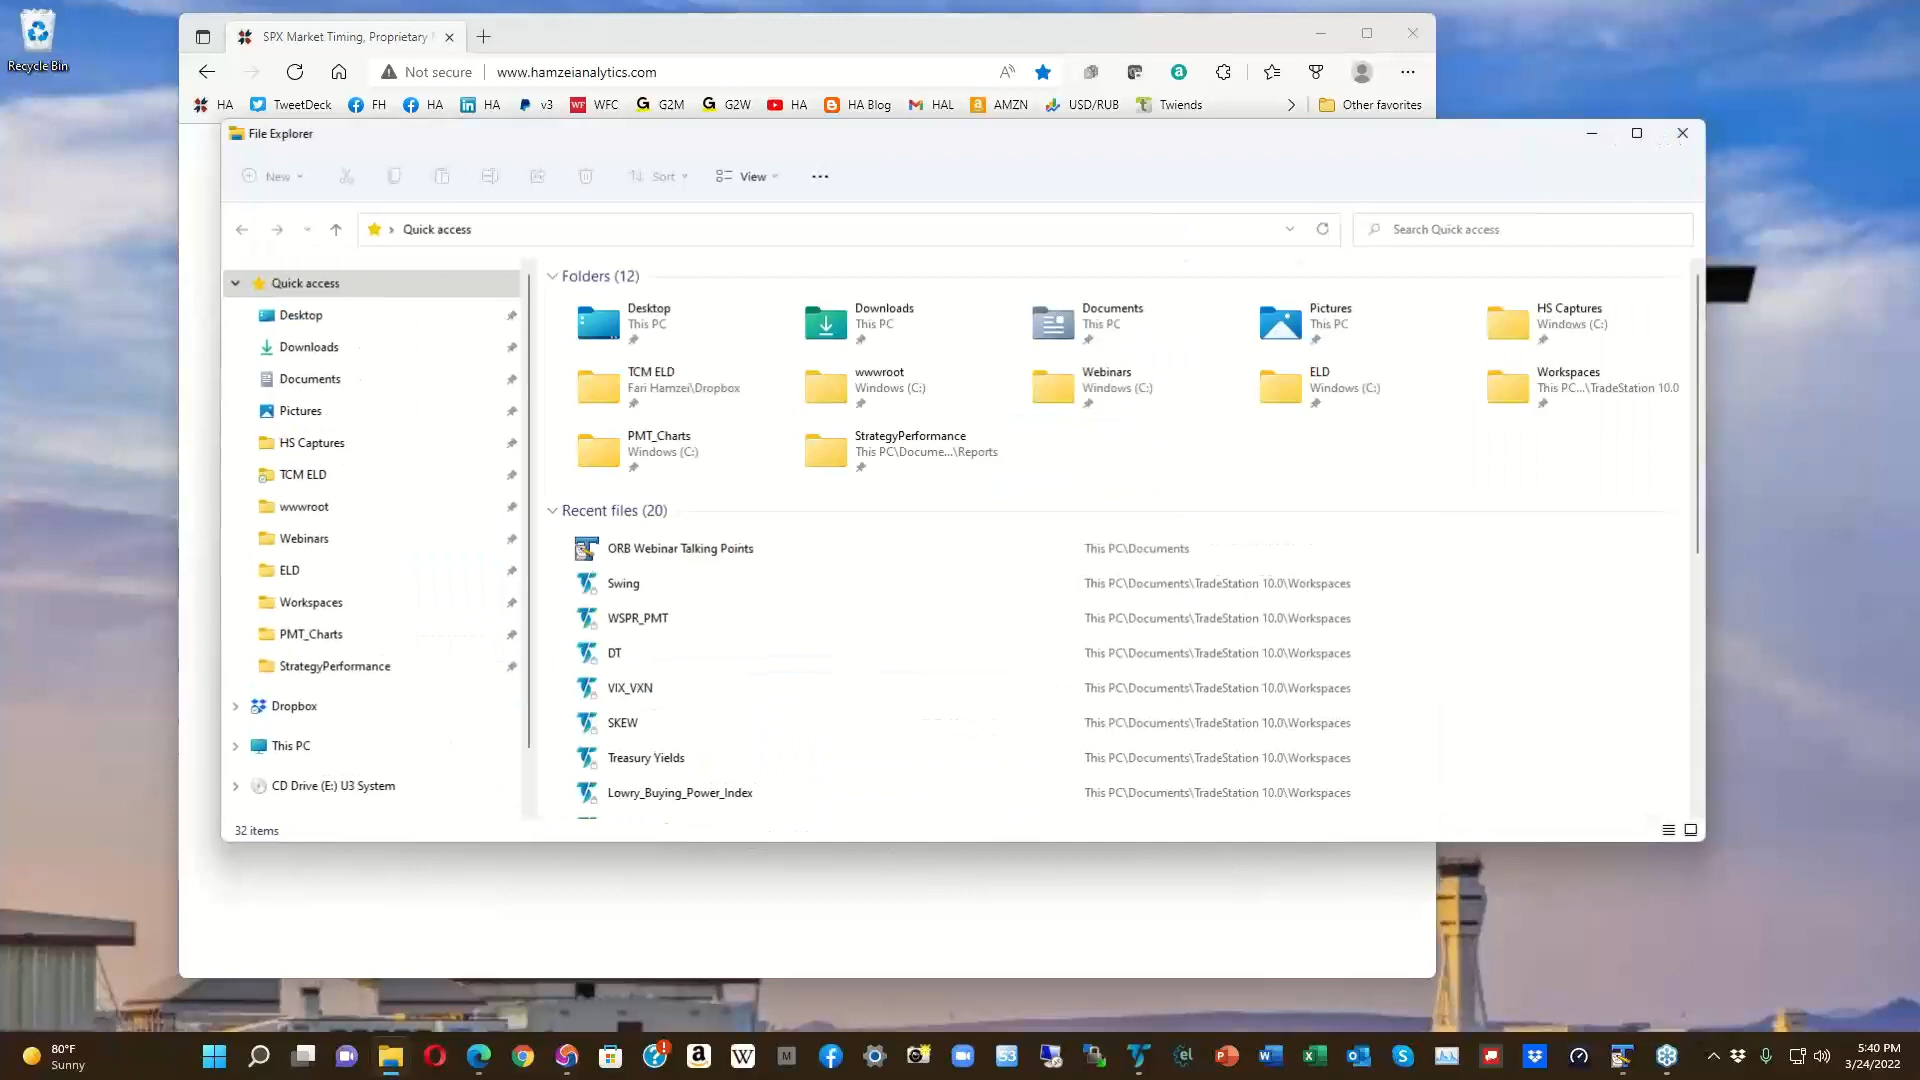 Recycle Bin
SPX Market Timing, Proprietary
Not secure www.hamzeianalytics.com
HA TweetDeck FH HA HA v3 WFC G2M G2W HA HA Blog HAL AMZN USD/RUB Twiends Other favorites
File Explorer
New Sort View
Quick access
Search Quick access
Quick access
Desktop
Downloads
Documents
Pictures
HS Captures
TCM ELD
wwwroot
Webinars
ELD
Workspaces
PMT_Charts
StrategyPerformance
Dropbox
This PC
CD Drive (E:) U3 System
Folders (12)
Desktop
This PC
Downloads
This PC
Documents
This PC
Pictures
This PC
HS Captures
Windows (C:)
TCM ELD
Fari Hamzei\Dropbox
wwwroot
Windows (C:)
Webinars
Windows (C:)
ELD
Windows (C:)
Workspaces
This PC...\TradeStation 10.0
PMT_Charts
Windows (C:)
StrategyPerformance
This PC\Docume...\Reports
Recent files (20)
ORB Webinar Talking Points This PC\Documents
Swing This PC\Documents\TradeStation 10.0\Workspaces
WSPR_PMT This PC\Documents\TradeStation 10.0\Workspaces
DT This PC\Documents\TradeStation 10.0\Workspaces
VIX_VXN This PC\Documents\TradeStation 10.0\Workspaces
SKEW This PC\Documents\TradeStation 10.0\Workspaces
Treasury Yields This PC\Documents\TradeStation 10.0\Workspaces
Lowry_Buying_Power_Index This PC\Documents\TradeStation 10.0\Workspaces
32 items
80°F
Sunny
5:40 PM
3/24/2022